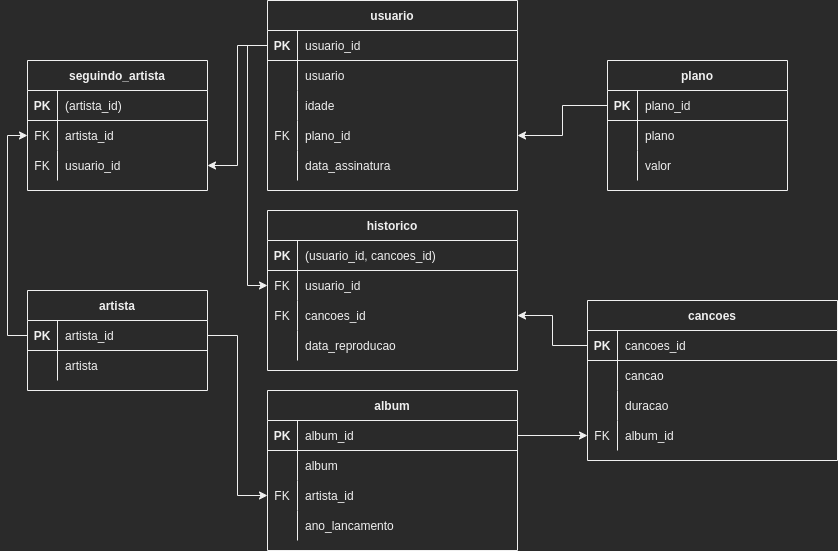 usuario
PK usuario_id
usuario
idade
FK plano_id
data_assinatura
seguindo_artista
PK (artista_id)
FK artista_id
FK usuario_id
plano
PK plano_id
plano
valor
historico
PK (usuario_id, cancoes_id)
FK usuario_id
FK cancoes_id
data_reproducao
artista
PK artista_id
artista
cancoes
PK cancoes_id
cancao
duracao
FK album_id
album
PK album_id
album
FK artista_id
ano_lancamento